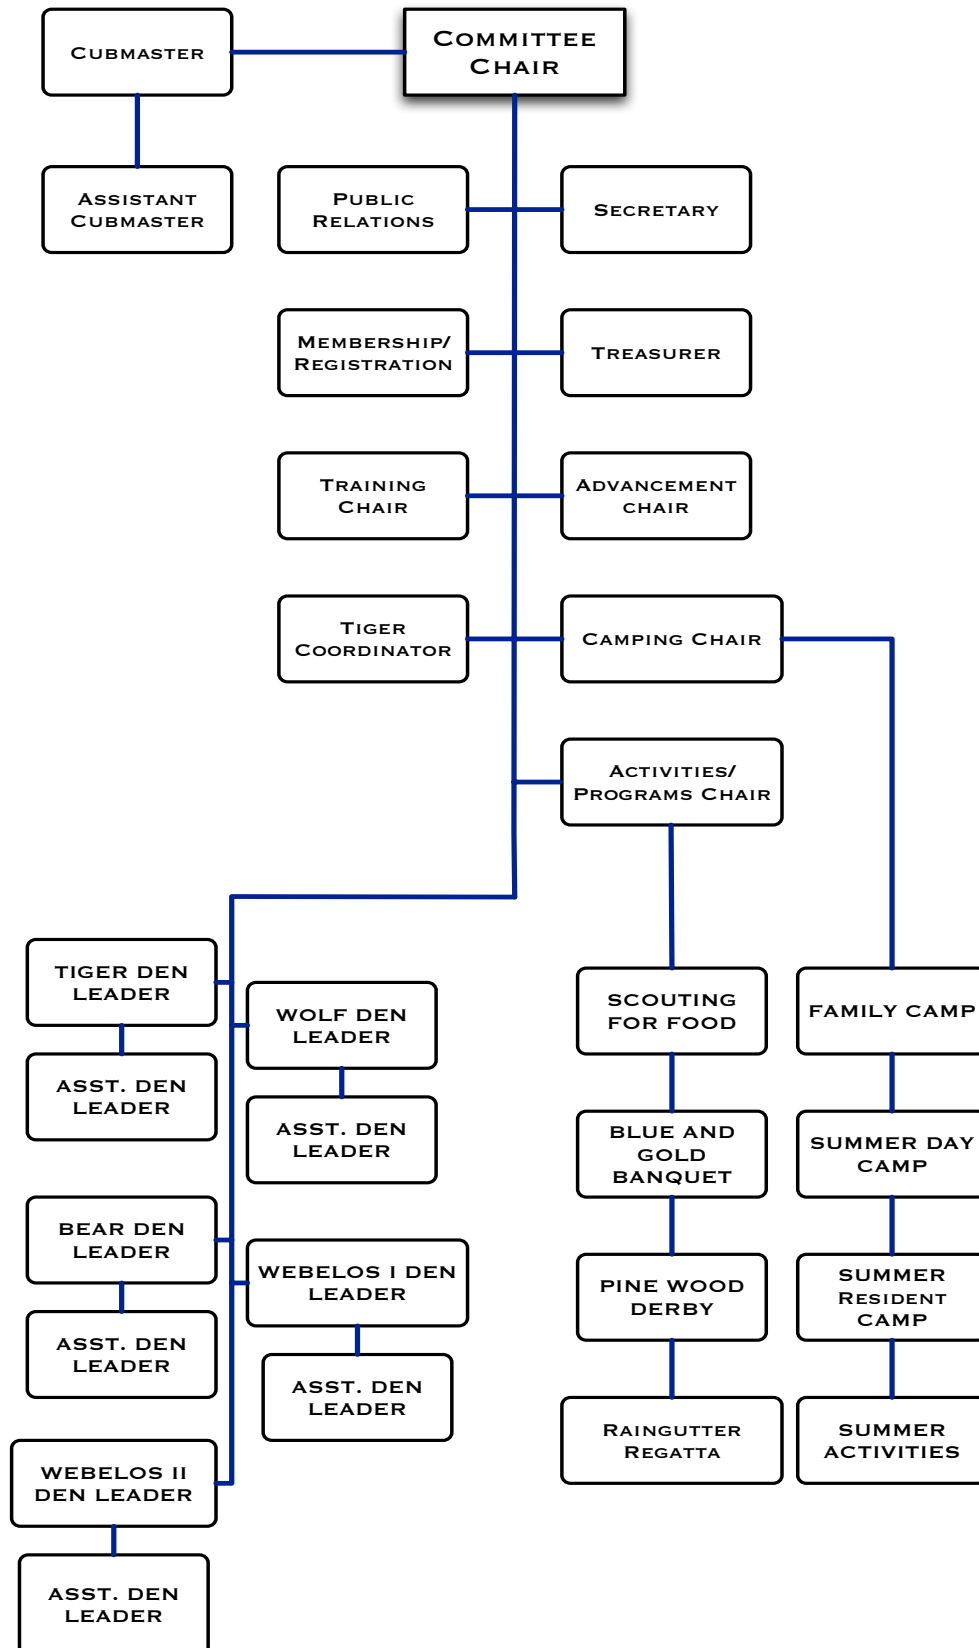 CUBMASTER
COMMITTEE
CHAIR
ASSISTANT
CUBMASTER
PUBLIC
RELATIONS
SECRETARY
MEMBERSHIP/
REGISTRATION
TREASURER
TRAINING
CHAIR
ADVANCEMENT
CHAIR
TIGER
COORDINATOR
CAMPING CHAIR
ACTIVITIES/
PROGRAMS CHAIR
TIGER DEN
LEADER
WOLF DEN
LEADER
SCOUTING
FOR FOOD
FAMILY CAMP
ASST. DEN
LEADER
ASST. DEN
LEADER
BLUE AND
GOLD
BANQUET
SUMMER DAY
CAMP
BEAR DEN
LEADER
WEBELOS I DEN
LEADER
PINE WOOD
DERBY
SUMMER
RESIDENT
CAMP
ASST. DEN
LEADER
ASST. DEN
LEADER
RAINGUTTER
REGATTA
SUMMER
ACTIVITIES
WEBELOS II
DEN LEADER
ASST. DEN
LEADER